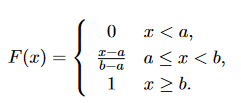 F(x) = { 0 x < a,
(x−a)/(b−a) a ≤ x < b,
1 x ≥ b.